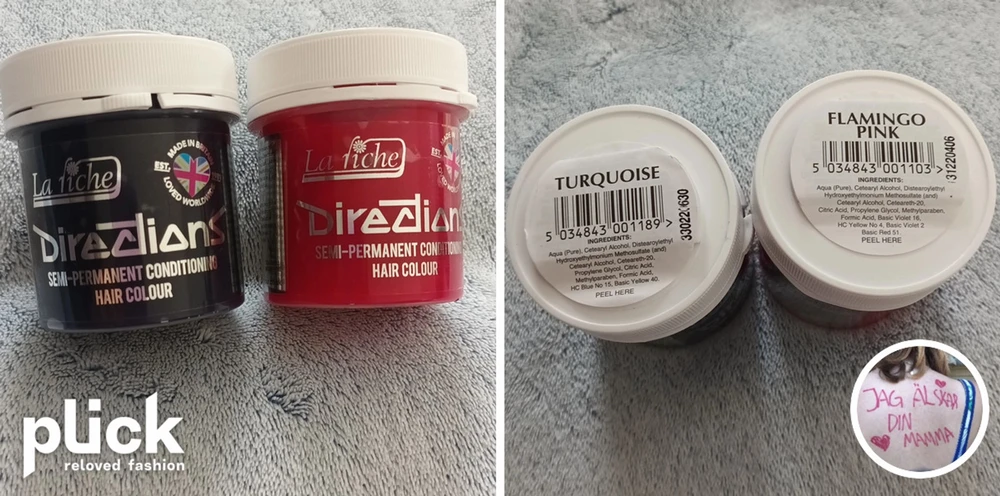 La riche
MADE IN BRITAIN
EST.
LOVED WORLDWIDE
Directions
SEMI-PERMANENT CONDITIONING
HAIR COLOUR
La riche
Directions
SEMI-PERMANENT CONDITIONING
HAIR COLOUR
plick
reloved fashion
TURQUOISE
5 034843 001189 >
INGREDIENTS:
Aqua (Pure), Cetearyl Alcohol, Distearoylethyl
Hydroxyethylmonium Methosulfate (and)
Cetearyl Alcohol, Ceteareth-20,
Propylene Glycol, Citric Acid,
Methylparaben, Formic Acid,
HC Blue No 15, Basic Yellow 40.
PEEL HERE
FLAMINGO
PINK
5 034843 001103 >
31220406
INGREDIENTS:
Aqua (Pure), Cetearyl Alcohol, Distearoylethyl
Hydroxyethylmonium Methosulfate (and)
Cetearyl Alcohol, Ceteareth-20,
Citric Acid, Propylene Glycol, Methylparaben,
Formic Acid, Basic Violet 16,
HC Yellow No 4, Basic Violet 2
Basic Red 51.
PEEL HERE
JAG ÄLSKAR
DIN
MAMMA